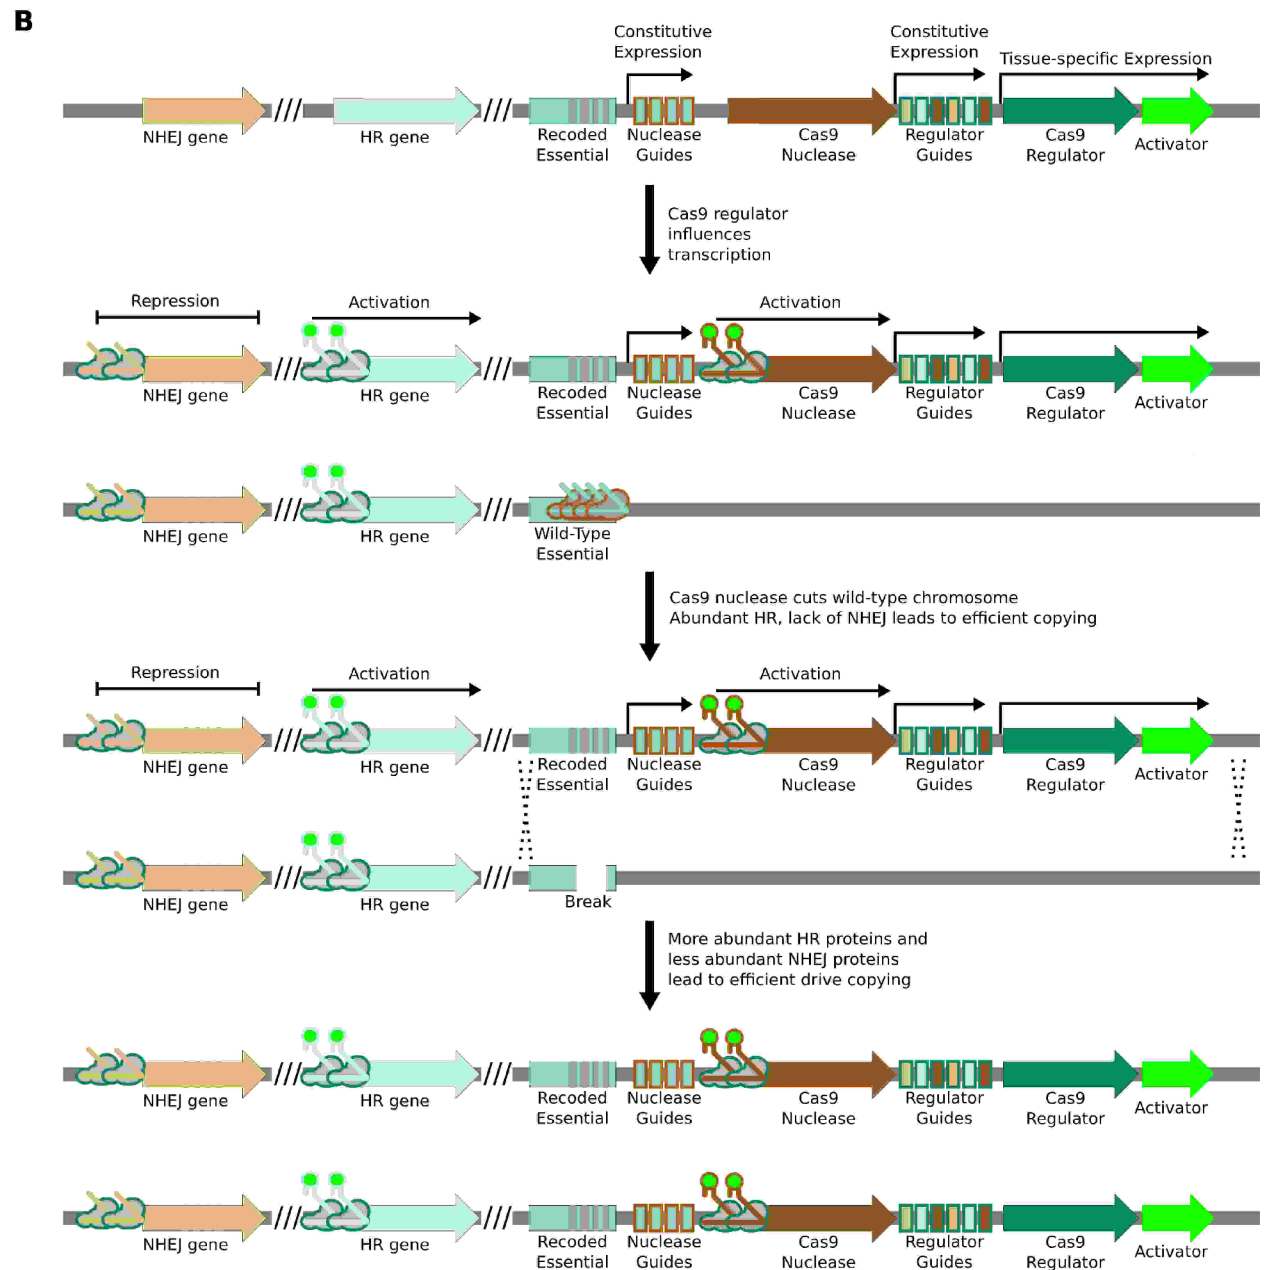 B
Constitutive
Expression
Constitutive
Expression
Tissue-specific Expression
NHEJ gene
HR gene
Recoded
Essential
Nuclease
Guides
Cas9
Nuclease
Regulator
Guides
Cas9
Regulator
Activator
Cas9 regulator
influences
transcription
Repression
Activation
Activation
NHEJ gene
HR gene
Recoded
Essential
Nuclease
Guides
Cas9
Nuclease
Regulator
Guides
Cas9
Regulator
Activator
NHEJ gene
HR gene
Wild-Type
Essential
Cas9 nuclease cuts wild-type chromosome
Abundant HR, lack of NHEJ leads to efficient copying
Repression
Activation
Activation
NHEJ gene
HR gene
Recoded
Essential
Nuclease
Guides
Cas9
Nuclease
Regulator
Guides
Cas9
Regulator
Activator
NHEJ gene
HR gene
Break
More abundant HR proteins and
less abundant NHEJ proteins
lead to efficient drive copying
NHEJ gene
HR gene
Recoded
Essential
Nuclease
Guides
Cas9
Nuclease
Regulator
Guides
Cas9
Regulator
Activator
NHEJ gene
HR gene
Recoded
Essential
Nuclease
Guides
Cas9
Nuclease
Regulator
Guides
Cas9
Regulator
Activator